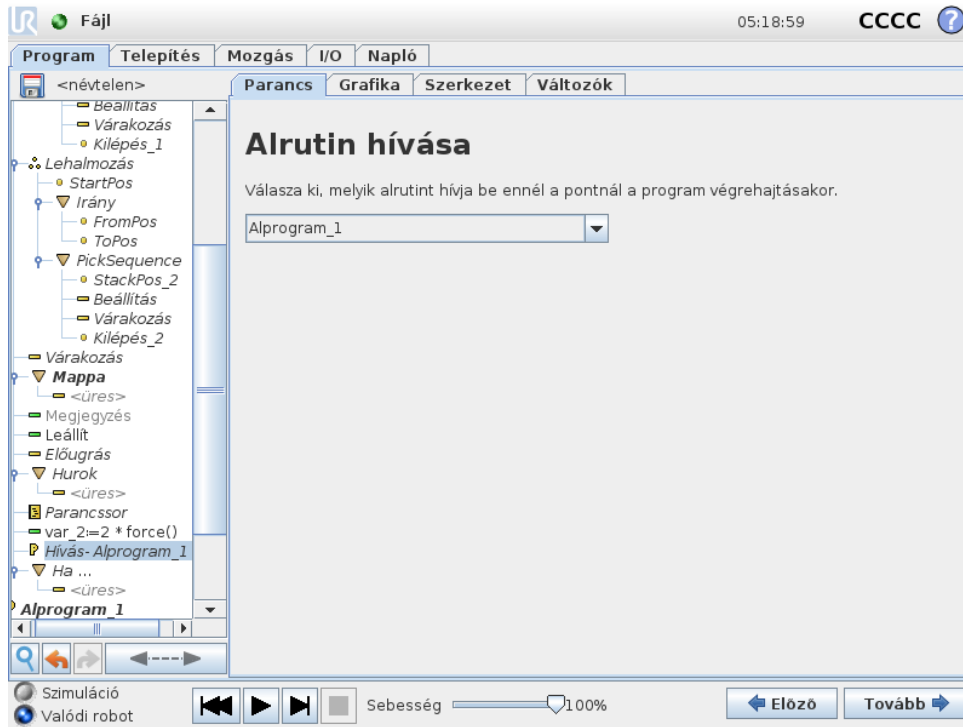 Fájl
05:18:59
CCCC
?
Program
Telepítés
Mozgás
I/O
Napló
<névtelen>
Parancs
Grafika
Szerkezet
Változók
Beállítás
Várakozás
Kilépés_1
Lehalmozás
StartPos
Irány
FromPos
ToPos
PickSequence
StackPos_2
Beállítás
Várakozás
Kilépés_2
Várakozás
Mappa
<üres>
Megjegyzés
Leállít
Előugrás
Hurok
<üres>
Parancssor
var_2:=2 * force()
Hívás- Alprogram_1
Ha ...
<üres>
Alprogram_1
Alrutin hívása
Válasza ki, melyik alrutint hívja be ennél a pontnál a program végrehajtásakor.
Alprogram_1
Szimuláció
Valódi robot
Sebesség
100%
Előző
Tovább